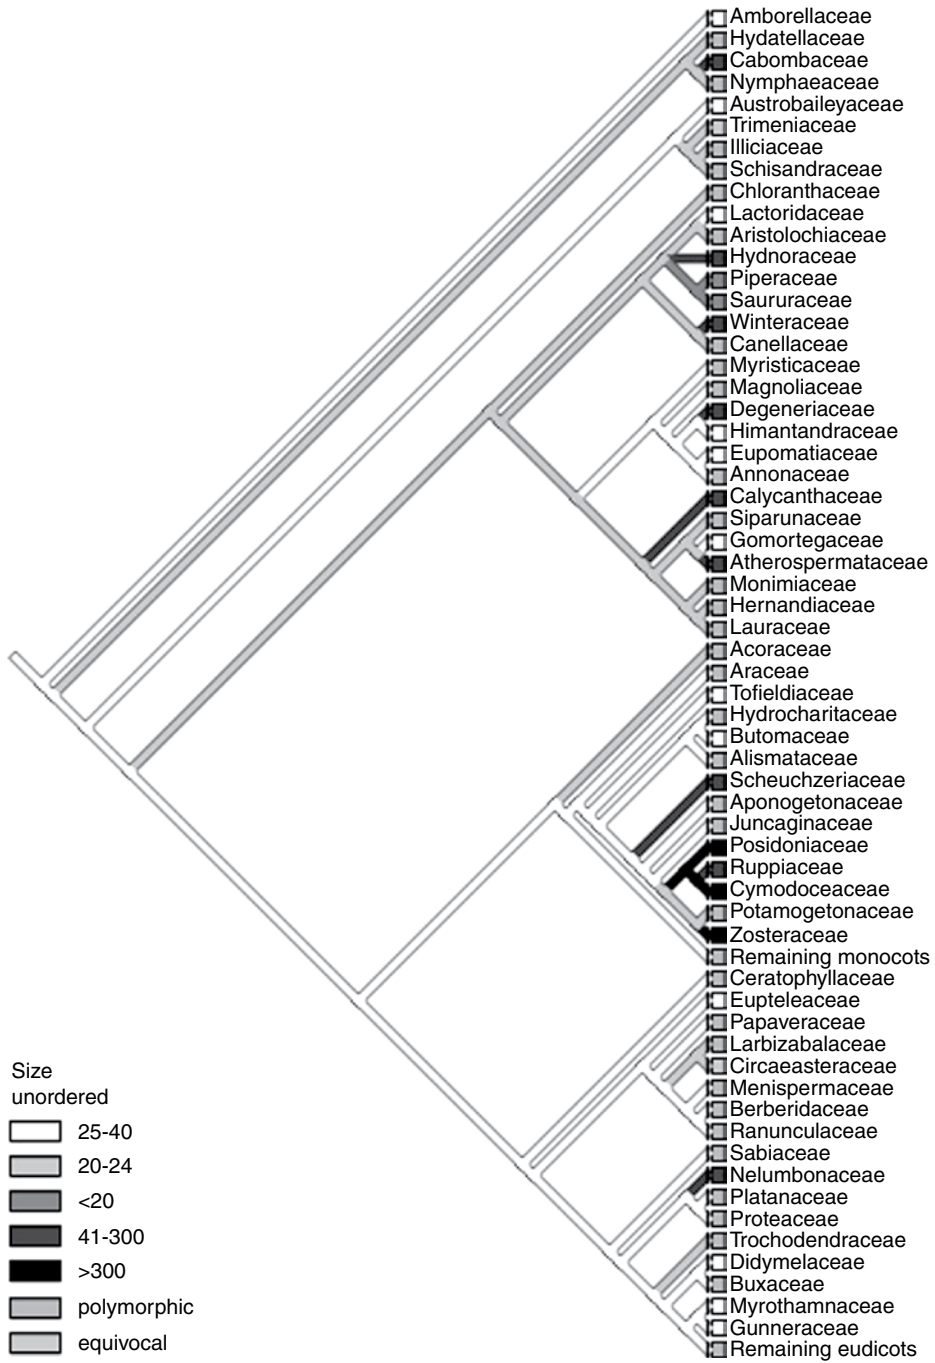 Amborellaceae
Hydatellaceae
Cabombaceae
Nymphaeaceae
Austrobaileyaceae
Trimeniaceae
Illiciaceae
Schisandraceae
Chloranthaceae
Lactoridaceae
Aristolochiaceae
Hydnoraceae
Piperaceae
Saururaceae
Winteraceae
Canellaceae
Myristicaceae
Magnoliaceae
Degeneriaceae
Himantandraceae
Eupomatiaceae
Annonaceae
Calycanthaceae
Siparunaceae
Gomortegaceae
Atherospermataceae
Monimiaceae
Hernandiaceae
Lauraceae
Acoraceae
Araceae
Tofieldiaceae
Hydrocharitaceae
Butomaceae
Alismataceae
Scheuchzeriaceae
Aponogetonaceae
Juncaginaceae
Posidoniaceae
Ruppiaceae
Cymodoceaceae
Potamogetonaceae
Zosteraceae
Remaining monocots
Ceratophyllaceae
Eupteleaceae
Papaveraceae
Larbizabalaceae
Circaeasteraceae
Menispermaceae
Berberidaceae
Ranunculaceae
Sabiaceae
Nelumbonaceae
Platanaceae
Proteaceae
Trochodendraceae
Didymelaceae
Buxaceae
Myrothamnaceae
Gunneraceae
Remaining eudicots
Size
unordered
25-40
20-24
<20
41-300
>300
polymorphic
equivocal